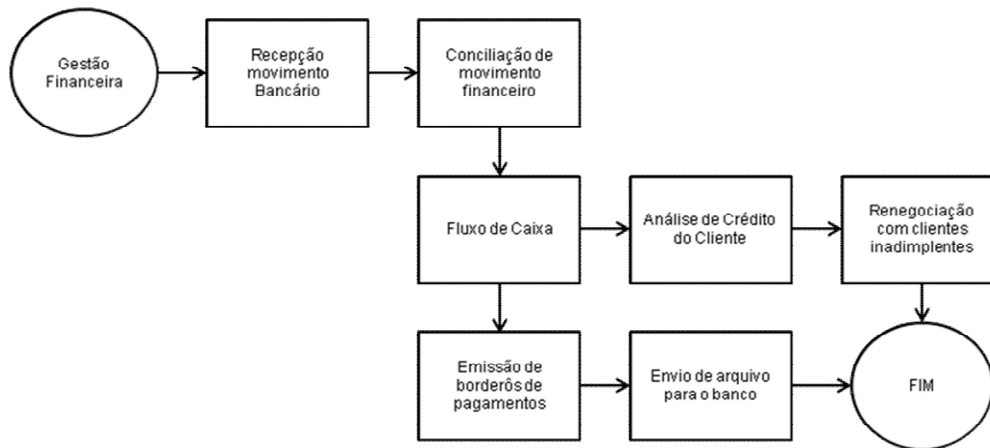 Gestão
Financeira
Recepção
movimento
Bancário
Conciliação de
movimento
financeiro
Fluxo de Caixa
Análise de Crédito
do Cliente
Renegociação
com clientes
inadimplentes
Emissão de
borderôs de
pagamentos
Envio de arquivo
para o banco
FIM